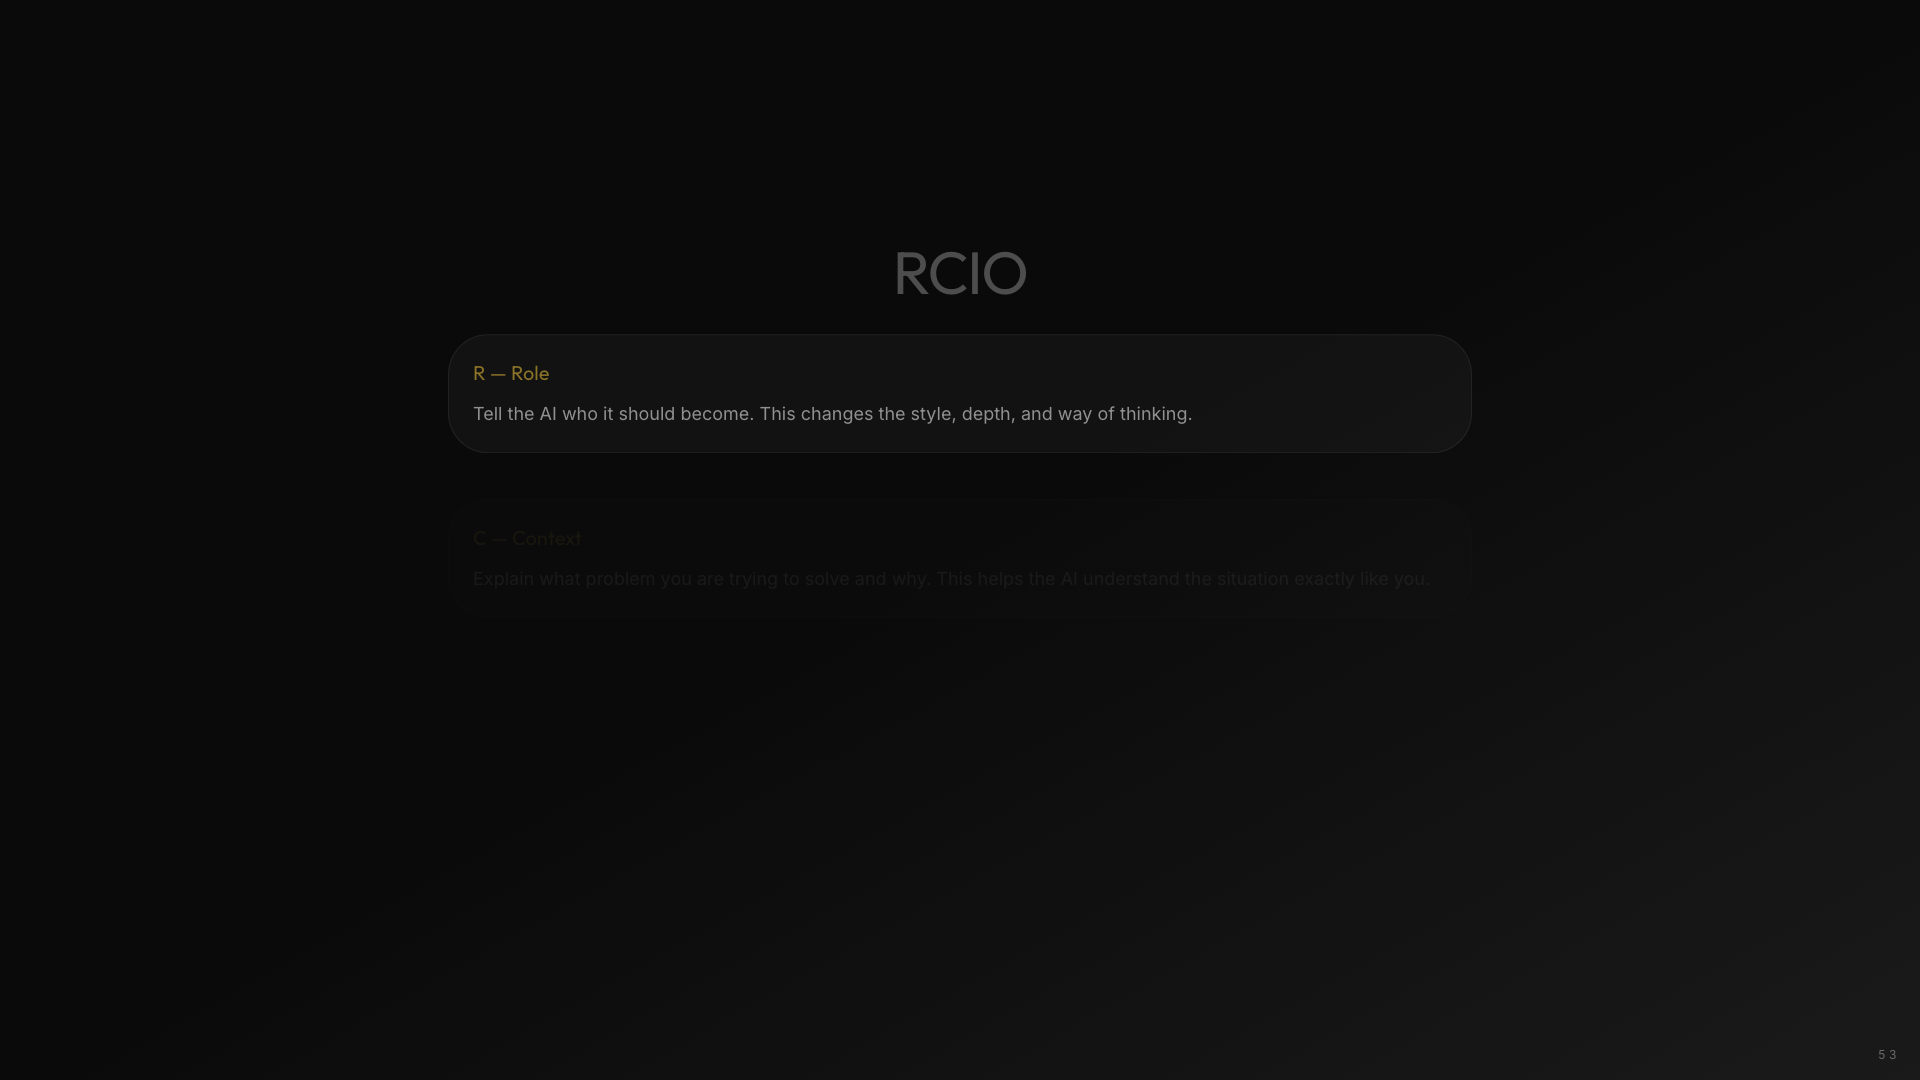 RCIO
R — Role
Tell the AI who it should become. This changes the style, depth, and way of thinking.
C — Context
Explain what problem you are trying to solve and why. This helps the AI understand the situation exactly like you.
53